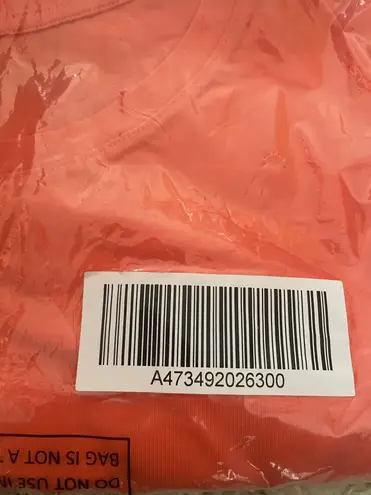 A473492026300
DO NOT USE IN
BAG IS NOT A